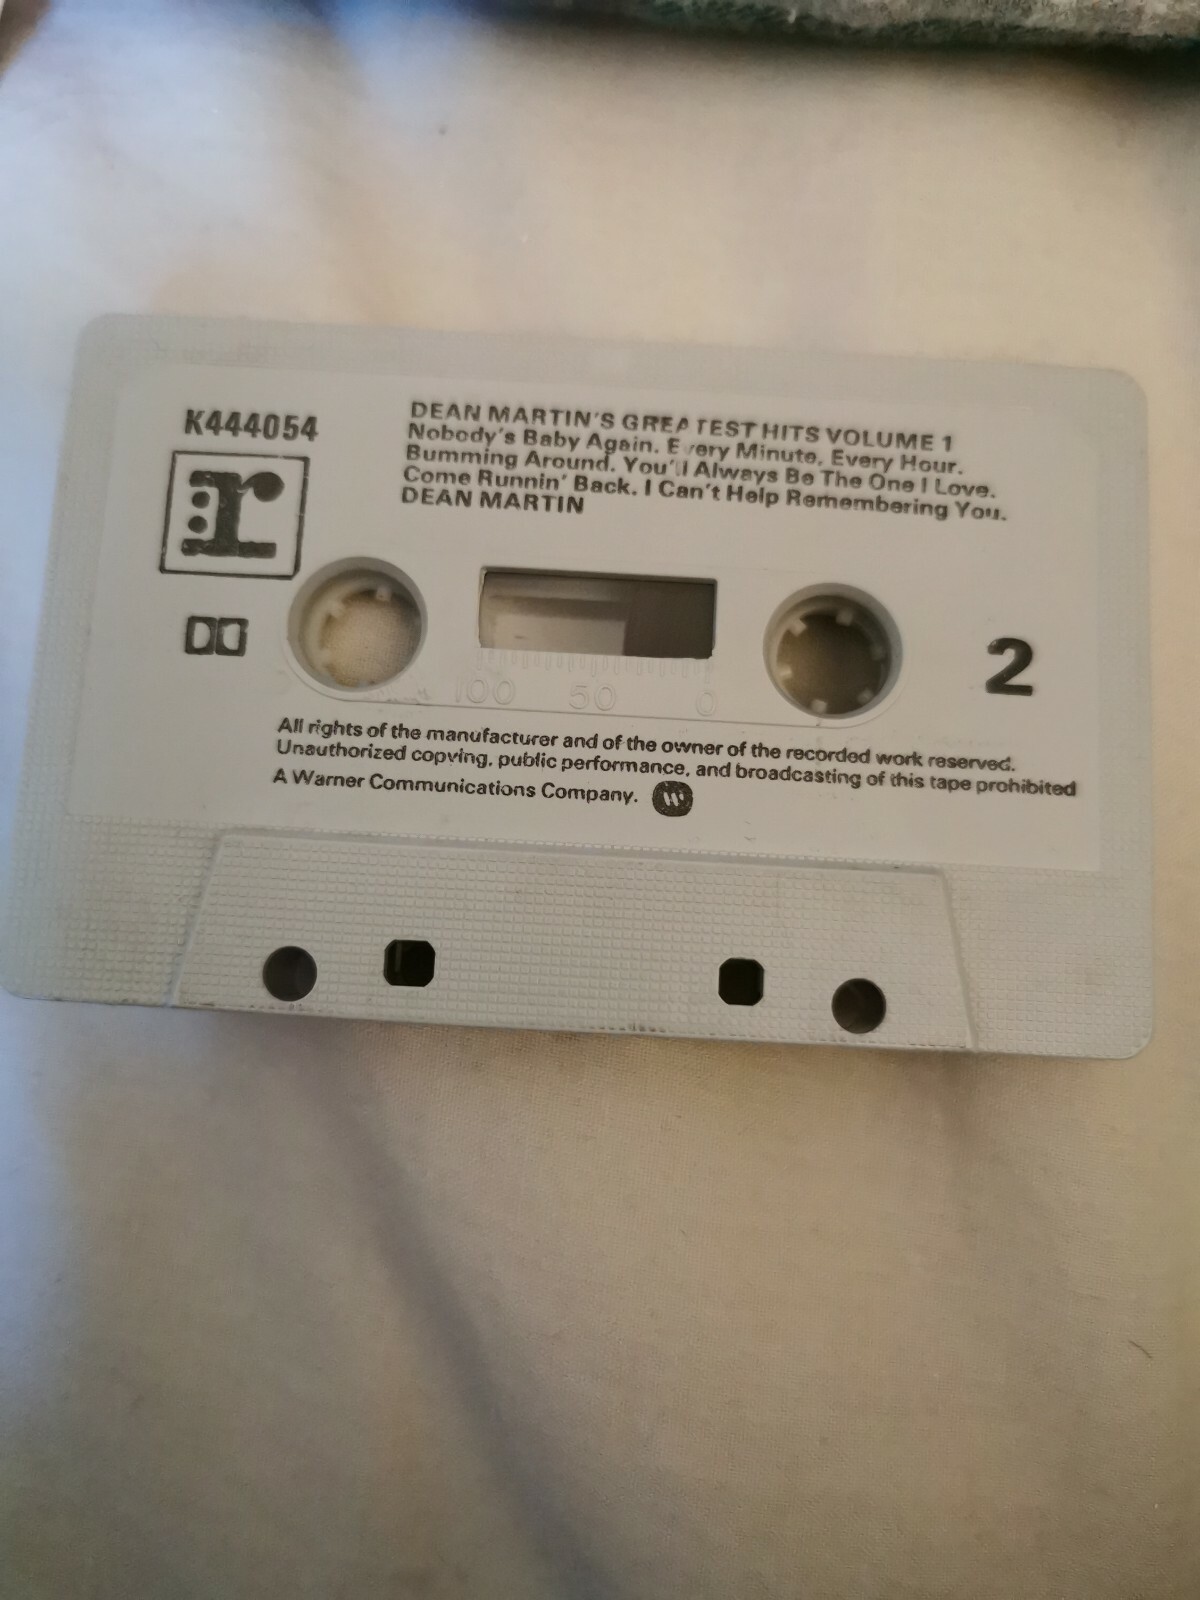 K444054
DEAN MARTIN'S GREATEST HITS VOLUME 1
Nobody's Baby Again. Every Minute, Every Hour.
Bumming Around. You'll Always Be The One I Love.
Come Runnin' Back. I Can't Help Remembering You.
DEAN MARTIN
r
2
100 50 0
All rights of the manufacturer and of the owner of the recorded work reserved.
Unauthorized copying, public performance, and broadcasting of this tape prohibited
A Warner Communications Company. W